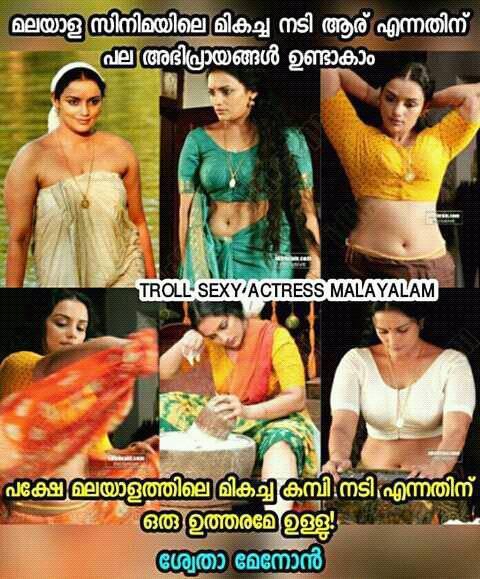 മലയാള സിനിമയിലെ മികച്ച നടി ആര് എന്നതിന്
പല അഭിപ്രായങ്ങൾ ഉണ്ടാകാം
TROLL SEXY ACTRESS MALAYALAM
പക്ഷേ മലയാളത്തിലെ മികച്ച കമ്പി നടി എന്നതിന്
ഒരു ഉത്തരമേ ഉള്ളു!
ശ്വേതാ മേനോൻ